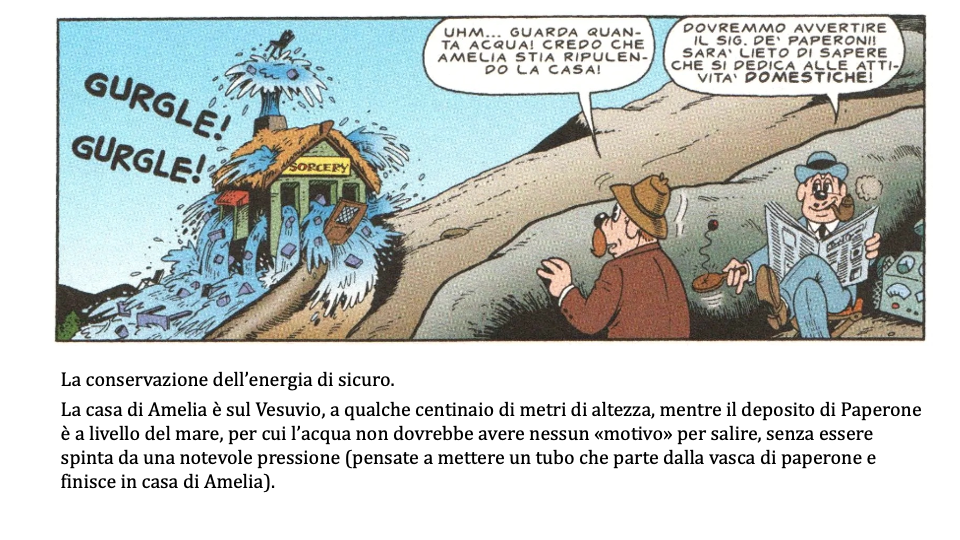 GURGLE!
GURGLE!
SORCERY
UHM... GUARDA QUAN-
TA ACQUA! CREDO CHE
AMELIA STIA RIPULEN-
DO LA CASA!
DOVREMMO AVVERTIRE
IL SIG. DE' PAPERONI!
SARA' LIETO DI SAPERE
CHE SI DEDICA ALLE ATTI-
VITA' DOMESTICHE!
La conservazione dell'energia di sicuro.
La casa di Amelia è sul Vesuvio, a qualche centinaio di metri di altezza, mentre il deposito di Paperone
è a livello del mare, per cui l'acqua non dovrebbe avere nessun «motivo» per salire, senza essere
spinta da una notevole pressione (pensate a mettere un tubo che parte dalla vasca di paperone e
finisce in casa di Amelia).